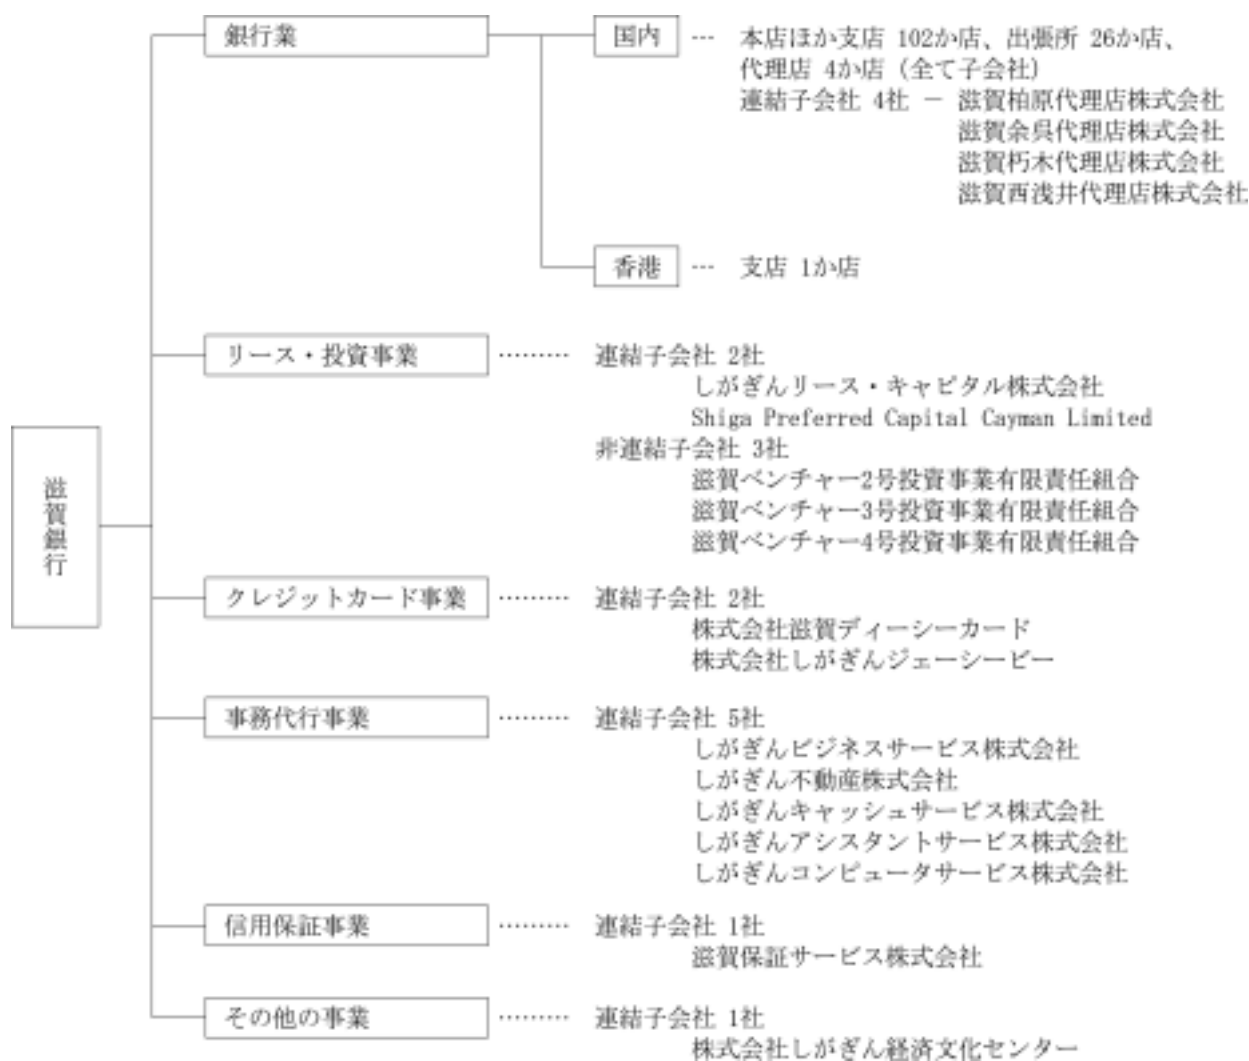 滋賀銀行
銀行業
国内 … 本店ほか支店 102か店、出張所 26か店、
代理店 4か店 (全て子会社)
連結子会社 4社 － 滋賀柏原代理店株式会社
滋賀余呉代理店株式会社
滋賀朽木代理店株式会社
滋賀西浅井代理店株式会社
香港 … 支店 1か店
リース・投資事業 ……… 連結子会社 2社
しがぎんリース・キャピタル株式会社
Shiga Preferred Capital Cayman Limited
非連結子会社 3社
滋賀ベンチャー2号投資事業有限責任組合
滋賀ベンチャー3号投資事業有限責任組合
滋賀ベンチャー4号投資事業有限責任組合
クレジットカード事業 ……… 連結子会社 2社
株式会社滋賀ディーシーカード
株式会社しがぎんジェーシービー
事務代行事業 ……… 連結子会社 5社
しがぎんビジネスサービス株式会社
しがぎん不動産株式会社
しがぎんキャッシュサービス株式会社
しがぎんアシスタントサービス株式会社
しがぎんコンピュータサービス株式会社
信用保証事業 ……… 連結子会社 1社
滋賀保証サービス株式会社
その他の事業 ……… 連結子会社 1社
株式会社しがぎん経済文化センター